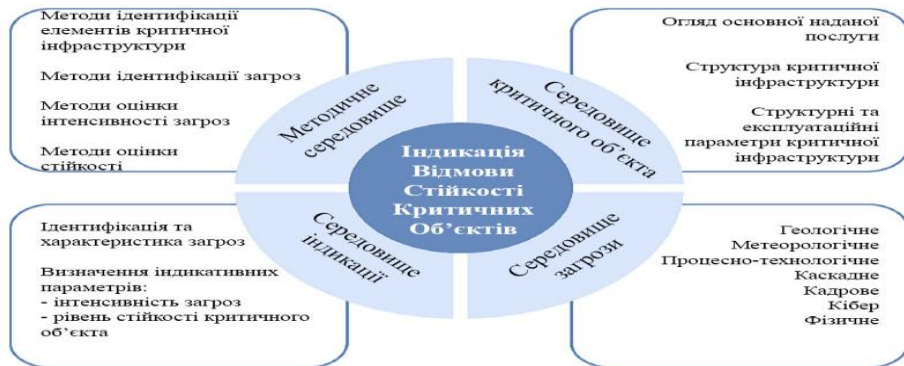 Методи ідентифікації
елементів критичної
інфраструктури
Методи ідентифікації загроз
Методи оцінки
інтенсивності загроз
Методи оцінки
стійкості
Огляд основної наданої
послуги
Структура критичної
інфраструктури
Структурні та
експлуатаційні
параметри критичної
інфраструктури
Методичне
середовище
Середовище
критичного об’єкта
Індикація
Відмови
Стійкості
Критичних
Об’єктів
Середовище
індикації
Середовище
загрози
Ідентифікація та
характеристика загроз
Визначення індикативних
параметрів:
- інтенсивність загроз
- рівень стійкості критичного
об’єкта
Геологічне
Метеорологічне
Процесно-технологічне
Каскадне
Кадрове
Кібер
Фізичне